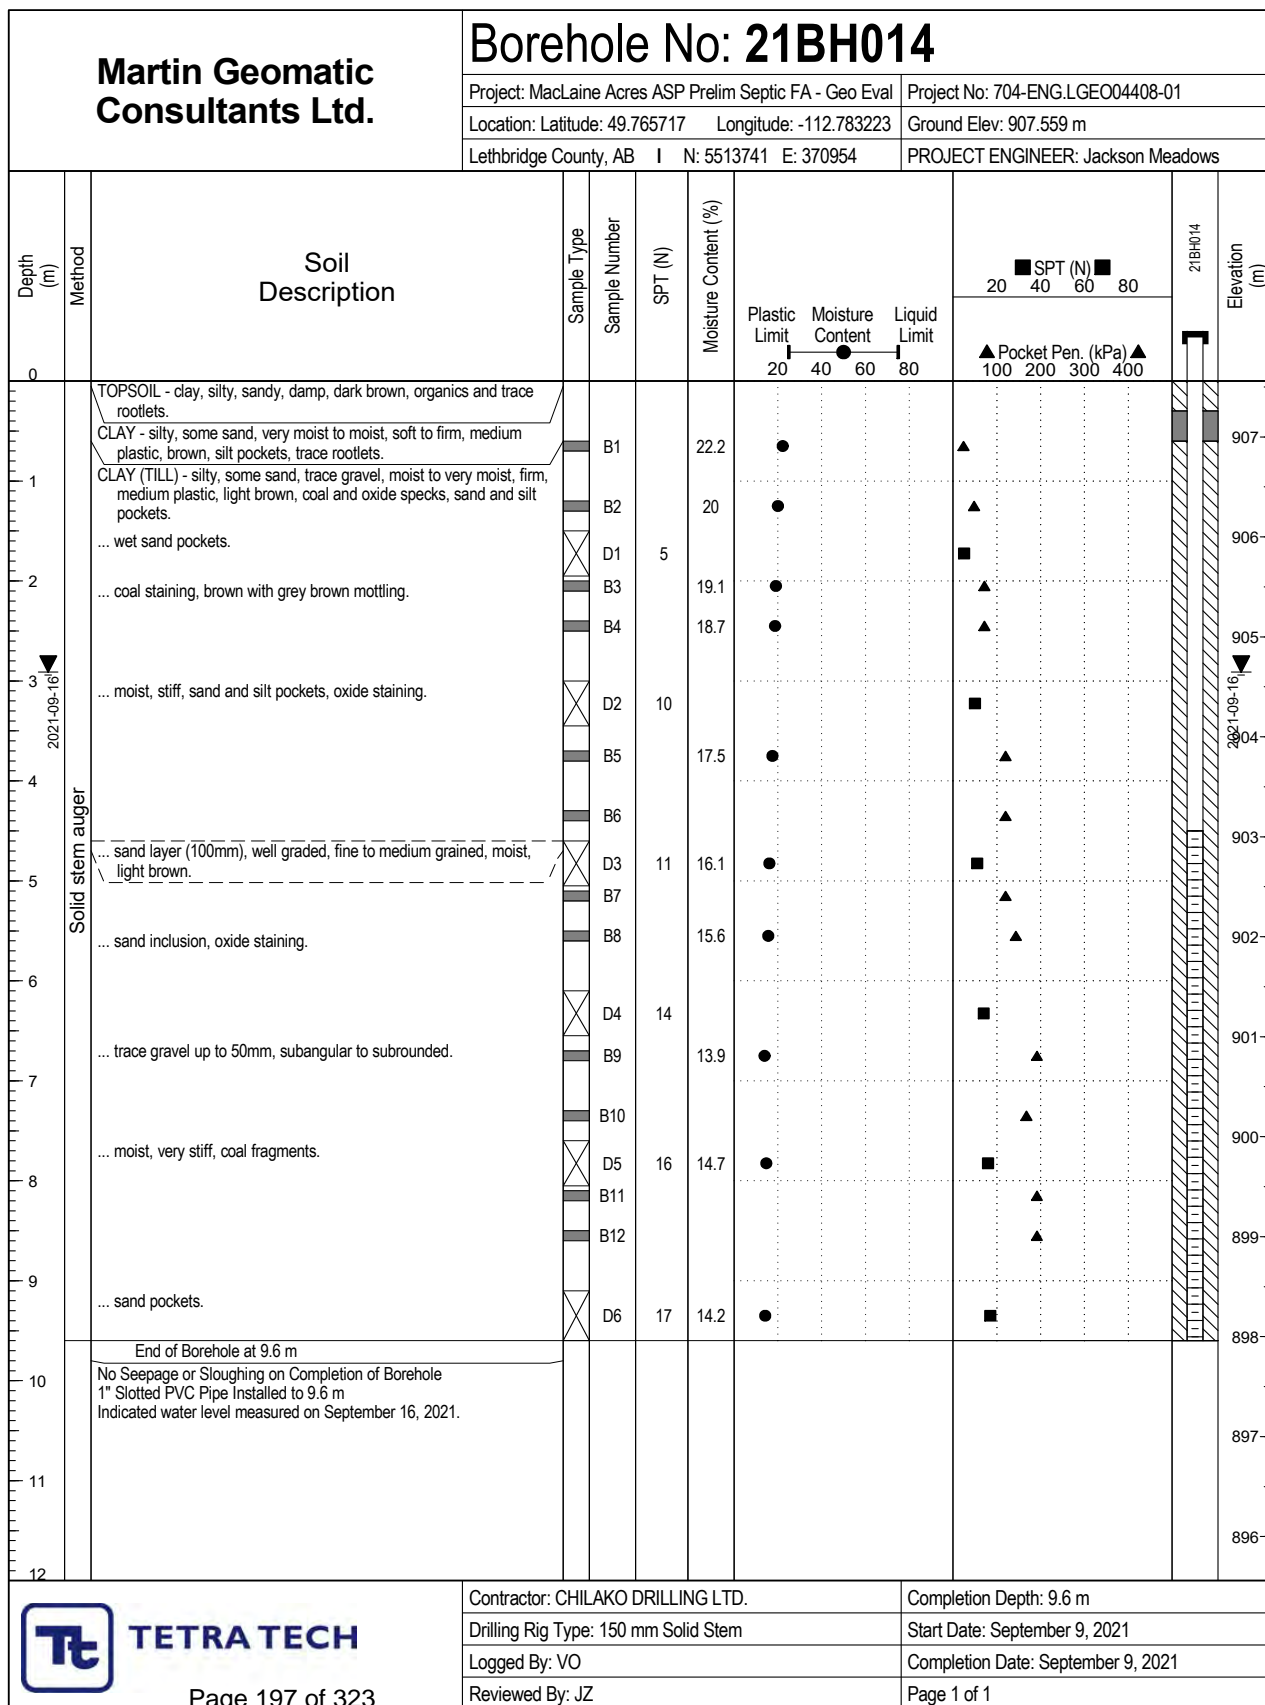 Martin Geomatic
Consultants Ltd.
Borehole No: 21BH014
Project: MacLaine Acres ASP Prelim Septic FA - Geo Eval
Project No: 704-ENG.LGEO04408-01
Location: Latitude: 49.765717 Longitude: -112.783223
Ground Elev: 907.559 m
Lethbridge County, AB I N: 5513741 E: 370954
PROJECT ENGINEER: Jackson Meadows
Depth
(m)
Method
Soil
Description
Sample Type
Sample Number
SPT (N)
Moisture Content (%)
Plastic
Limit
Moisture
Content
Liquid
Limit
20 40 60 80
SPT (N)
20 40 60 80
Pocket Pen. (kPa)
100 200 300 400
21BH014
Elevation
(m)
0
TOPSOIL - clay, silty, sandy, damp, dark brown, organics and trace
rootlets.
CLAY - silty, some sand, very moist to moist, soft to firm, medium
plastic, brown, silt pockets, trace rootlets.
B1 22.2
907
CLAY (TILL) - silty, some sand, trace gravel, moist to very moist, firm,
medium plastic, light brown, coal and oxide specks, sand and silt
pockets.
1
B2 20
... wet sand pockets.
906
D1 5
2
... coal staining, brown with grey brown mottling.
B3 19.1
B4 18.7
905
3
2021-09-16
... moist, stiff, sand and silt pockets, oxide staining.
D2 10
2021-09-16
904
B5 17.5
4
Solid stem auger
B6
903
... sand layer (100mm), well graded, fine to medium grained, moist,
light brown.
D3 11 16.1
5
B7
... sand inclusion, oxide staining.
B8 15.6
902
6
D4 14
901
... trace gravel up to 50mm, subangular to subrounded.
B9 13.9
7
B10
900
... moist, very stiff, coal fragments.
D5 16 14.7
8
B11
B12
899
9
... sand pockets.
D6 17 14.2
898
End of Borehole at 9.6 m
10
No Seepage or Sloughing on Completion of Borehole
1" Slotted PVC Pipe Installed to 9.6 m
Indicated water level measured on September 16, 2021.
897
11
896
12
Tt
TETRA TECH
Page 197 of 323
Contractor: CHILAKO DRILLING LTD.
Completion Depth: 9.6 m
Drilling Rig Type: 150 mm Solid Stem
Start Date: September 9, 2021
Logged By: VO
Completion Date: September 9, 2021
Reviewed By: JZ
Page 1 of 1